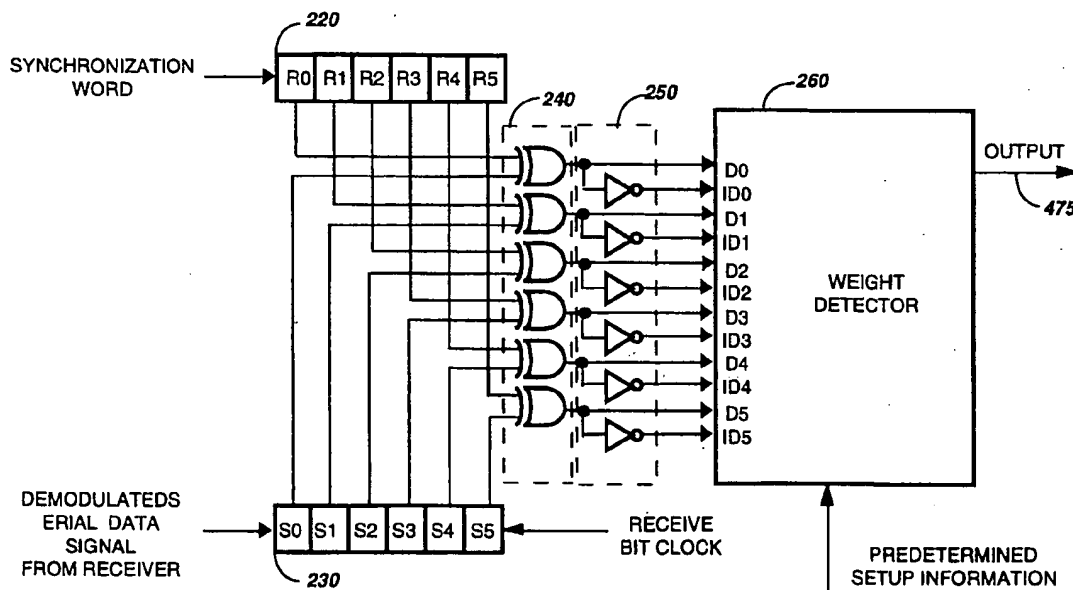 220
SYNCHRONIZATION
WORD
R0 R1 R2 R3 R4 R5
240
250
260
OUTPUT
475
D0
ID0
D1
ID1
D2
ID2
D3
ID3
D4
ID4
D5
ID5
WEIGHT
DETECTOR
DEMODULATEDS
ERIAL DATA
SIGNAL
FROM RECEIVER
S0 S1 S2 S3 S4 S5
230
RECEIVE
BIT CLOCK
PREDETERMINED
SETUP INFORMATION